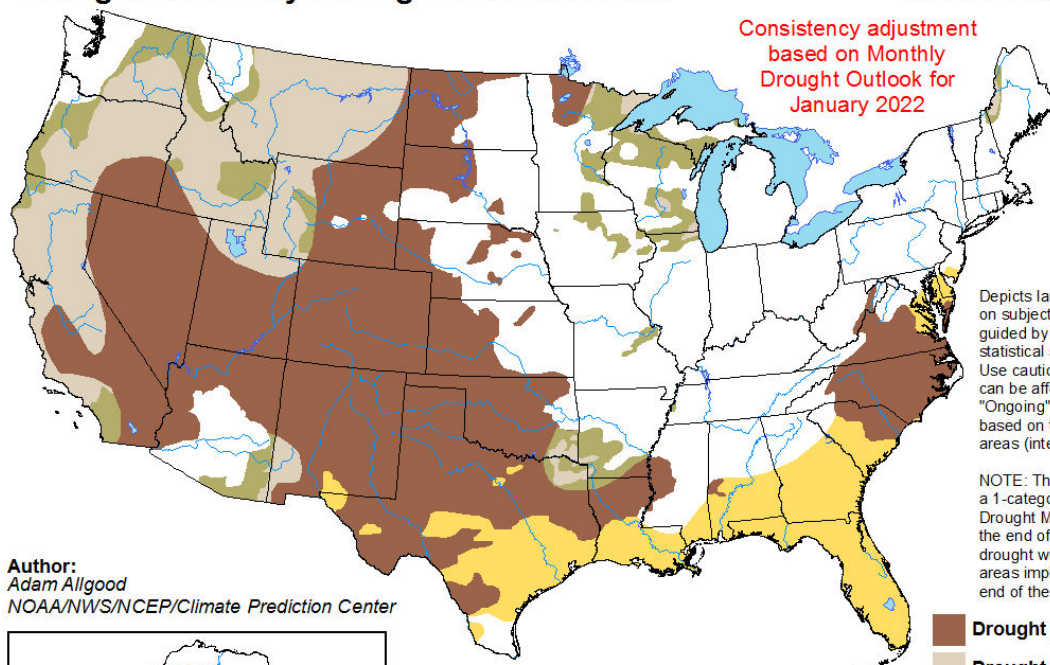 Consistency adjustment
based on Monthly
Drought Outlook for
January 2022
Depicts la
on subject
guided by
statistical
Use cautio
can be affe
"Ongoing"
based on
areas (inte
NOTE: Th
a 1-catego
Drought M
the end of
drought w
areas imp
end of the
Author:
Adam Allgood
NOAA/NWS/NCEP/Climate Prediction Center
Drought